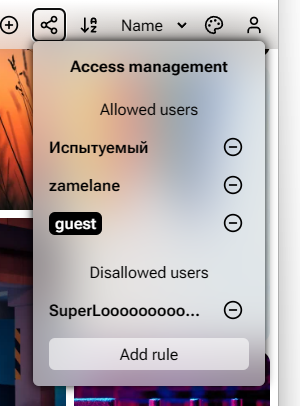 Name
Access management
Allowed users
Испытуемый
zamelane
guest
Disallowed users
SuperLooooooooo...
Add rule